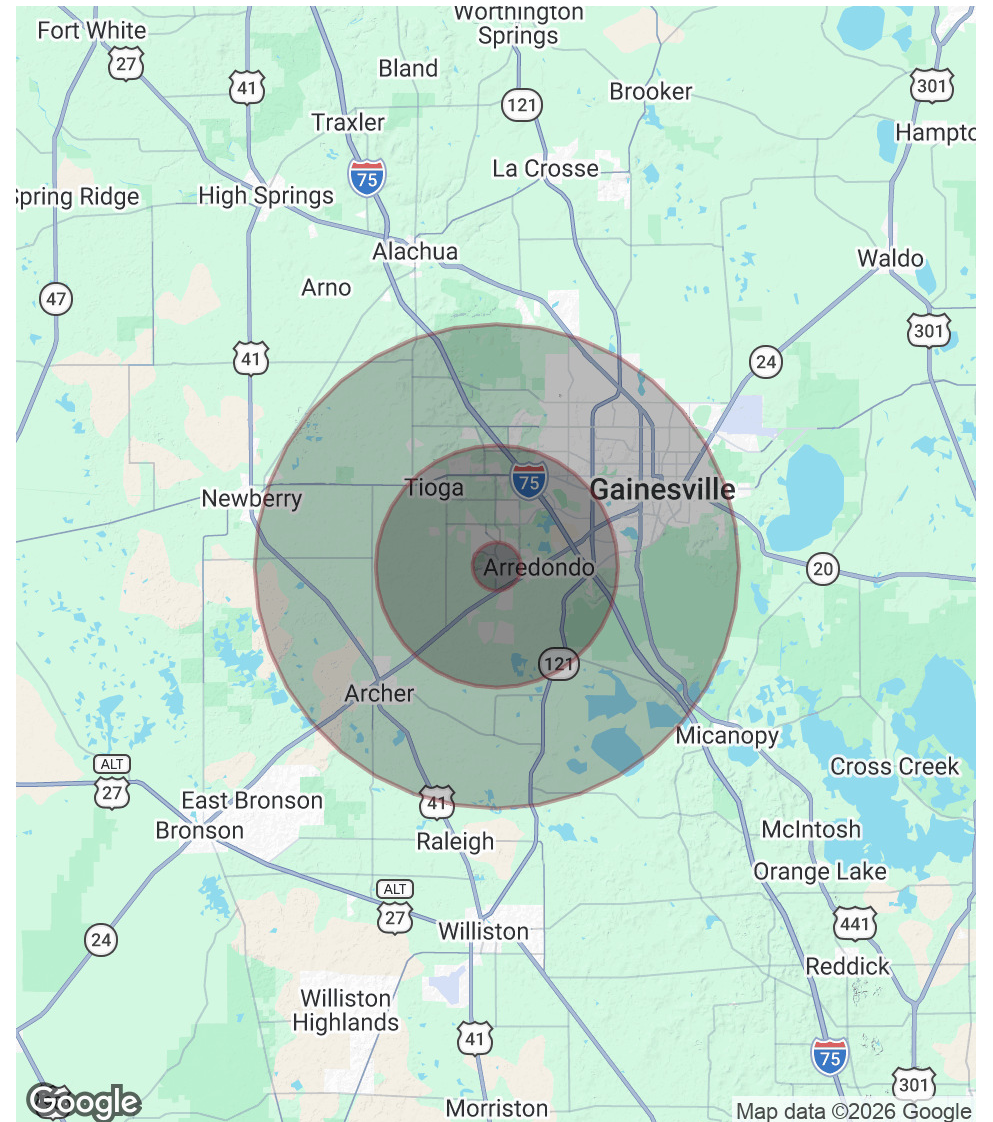 Worthington
Springs
Fort White
27
41
Bland
121
Brooker
301
Hampto
Traxler
75
La Crosse
Spring Ridge
High Springs
Alachua
Waldo
Arno
47
41
24
301
Newberry
Tioga
75
Gainesville
Arredondo
20
121
Archer
Micanopy
ALT
27
Cross Creek
East Bronson
Bronson
41
Raleigh
McIntosh
Orange Lake
ALT
27
441
24
Williston
Reddick
Williston
Highlands
41
75
301
Google
Morriston
Map data ©2026 Google